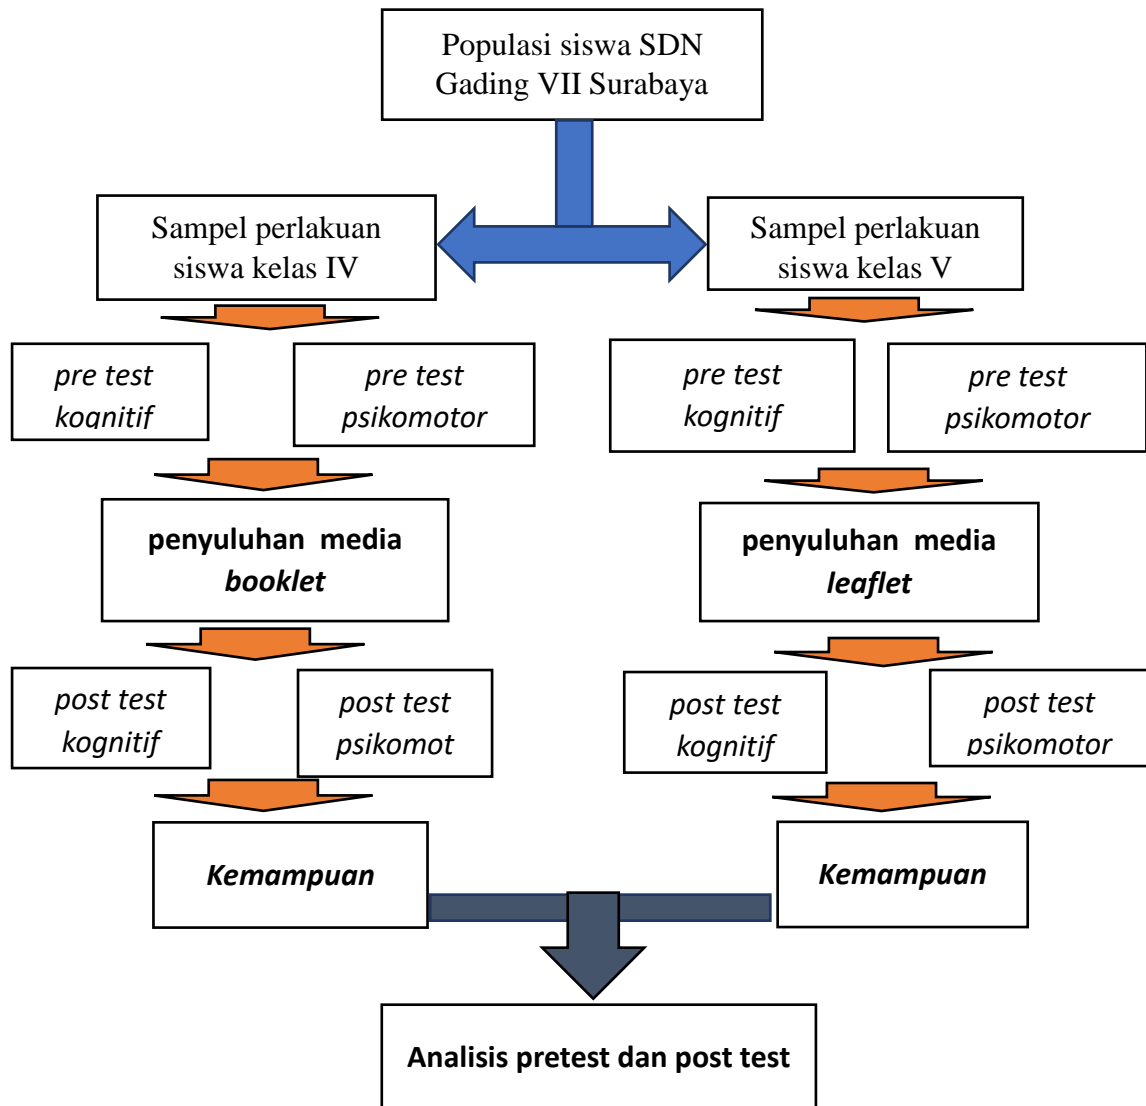 Populasi siswa SDN
Gading VII Surabaya
Sampel perlakuan
siswa kelas IV
Sampel perlakuan
siswa kelas V
pre test
kognitif
pre test
psikomotor
pre test
kognitif
pre test
psikomotor
penyuluhan media
booklet
penyuluhan media
leaflet
post test
kognitif
post test
psikomot
post test
kognitif
post test
psikomotor
Kemampuan
Kemampuan
Analisis pretest dan post test